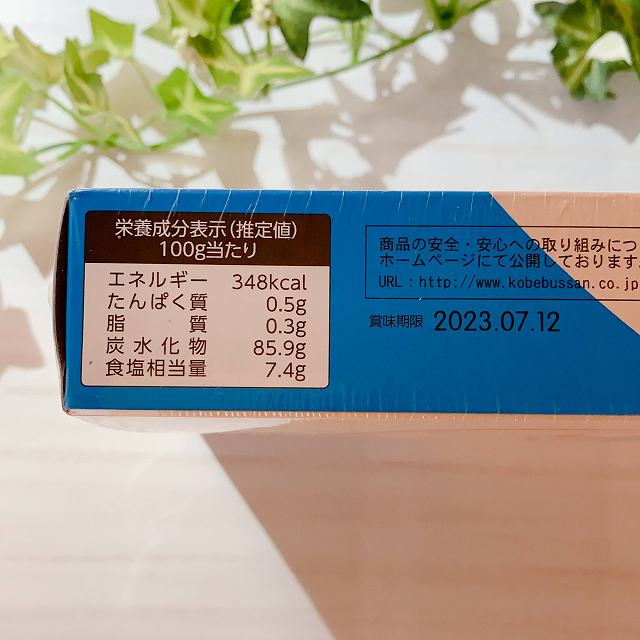 栄養成分表示(推定値)
100g当たり
エネルギー 348kcal
たんぱく質 0.5g
脂質 0.3g
炭水化物 85.9g
食塩相当量 7.4g
商品の安全・安心への取り組みにつ
ホームページにて公開しております。
URL:http://www.kobebussan.co.jp
賞味期限 2023.07.12